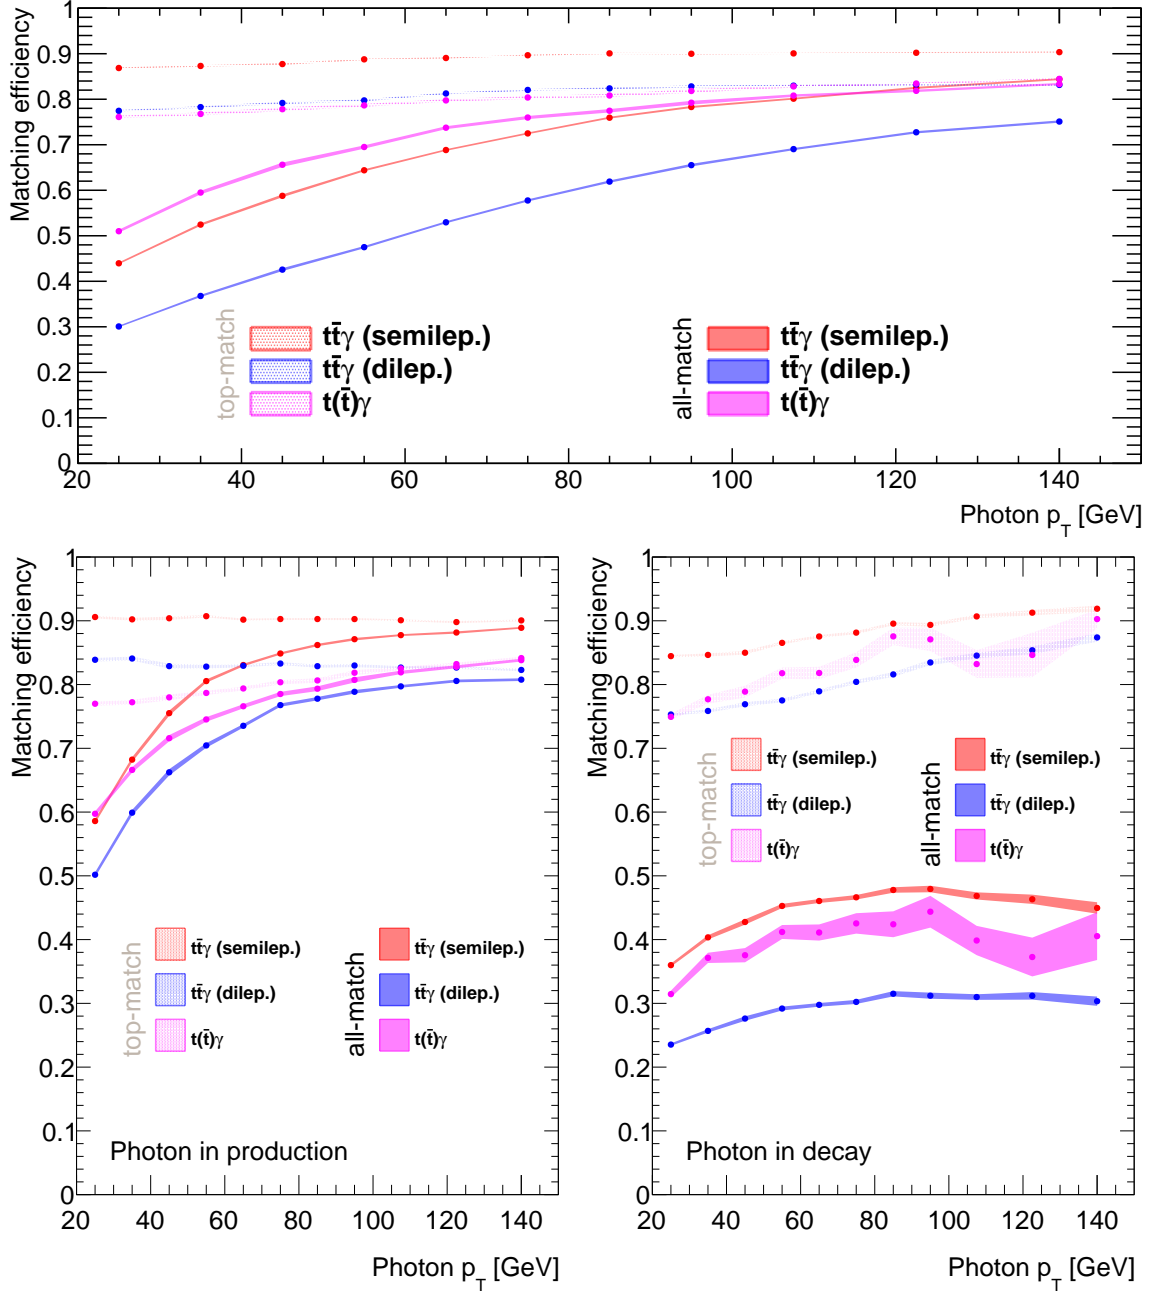 Matching efficiency
1
0.9
0.8
0.7
0.6
0.5
0.4
0.3
0.2
0.1
0
top-match
tt̄γ (semilep.)
tt̄γ (dilep.)
t(t̄)γ
all-match
tt̄γ (semilep.)
tt̄γ (dilep.)
t(t̄)γ
20 40 60 80 100 120 140
Photon p_T [GeV]
Matching efficiency
1
0.9
0.8
0.7
0.6
0.5
0.4
0.3
0.2
0.1
0
top-match
tt̄γ (semilep.)
tt̄γ (dilep.)
t(t̄)γ
all-match
tt̄γ (semilep.)
tt̄γ (dilep.)
t(t̄)γ
Photon in production
20 40 60 80 100 120 140
Photon p_T [GeV]
Matching efficiency
1
0.9
0.8
0.7
0.6
0.5
0.4
0.3
0.2
0.1
0
top-match
tt̄γ (semilep.)
tt̄γ (dilep.)
t(t̄)γ
all-match
tt̄γ (semilep.)
tt̄γ (dilep.)
t(t̄)γ
Photon in decay
20 40 60 80 100 120 140
Photon p_T [GeV]